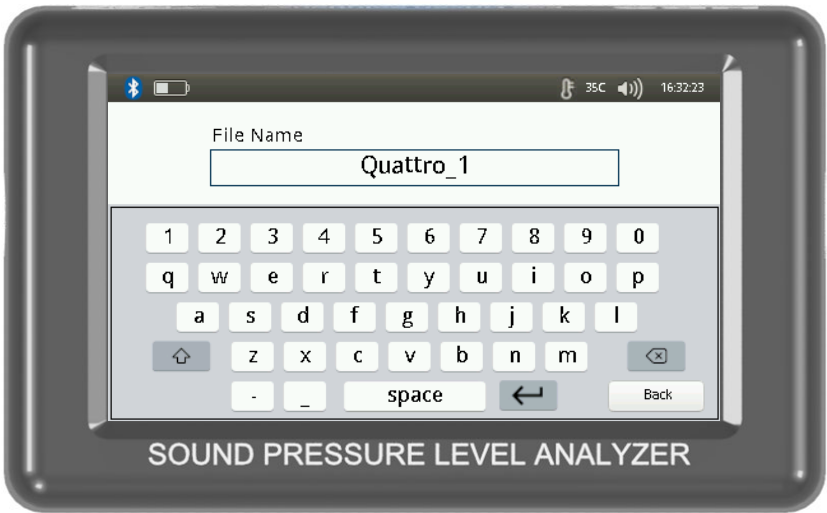 35C 16:32:23
File Name
Quattro_1
1 2 3 4 5 6 7 8 9 0
q w e r t y u i o p
a s d f g h j k l
z x c v b n m
- _ space Back
SOUND PRESSURE LEVEL ANALYZER